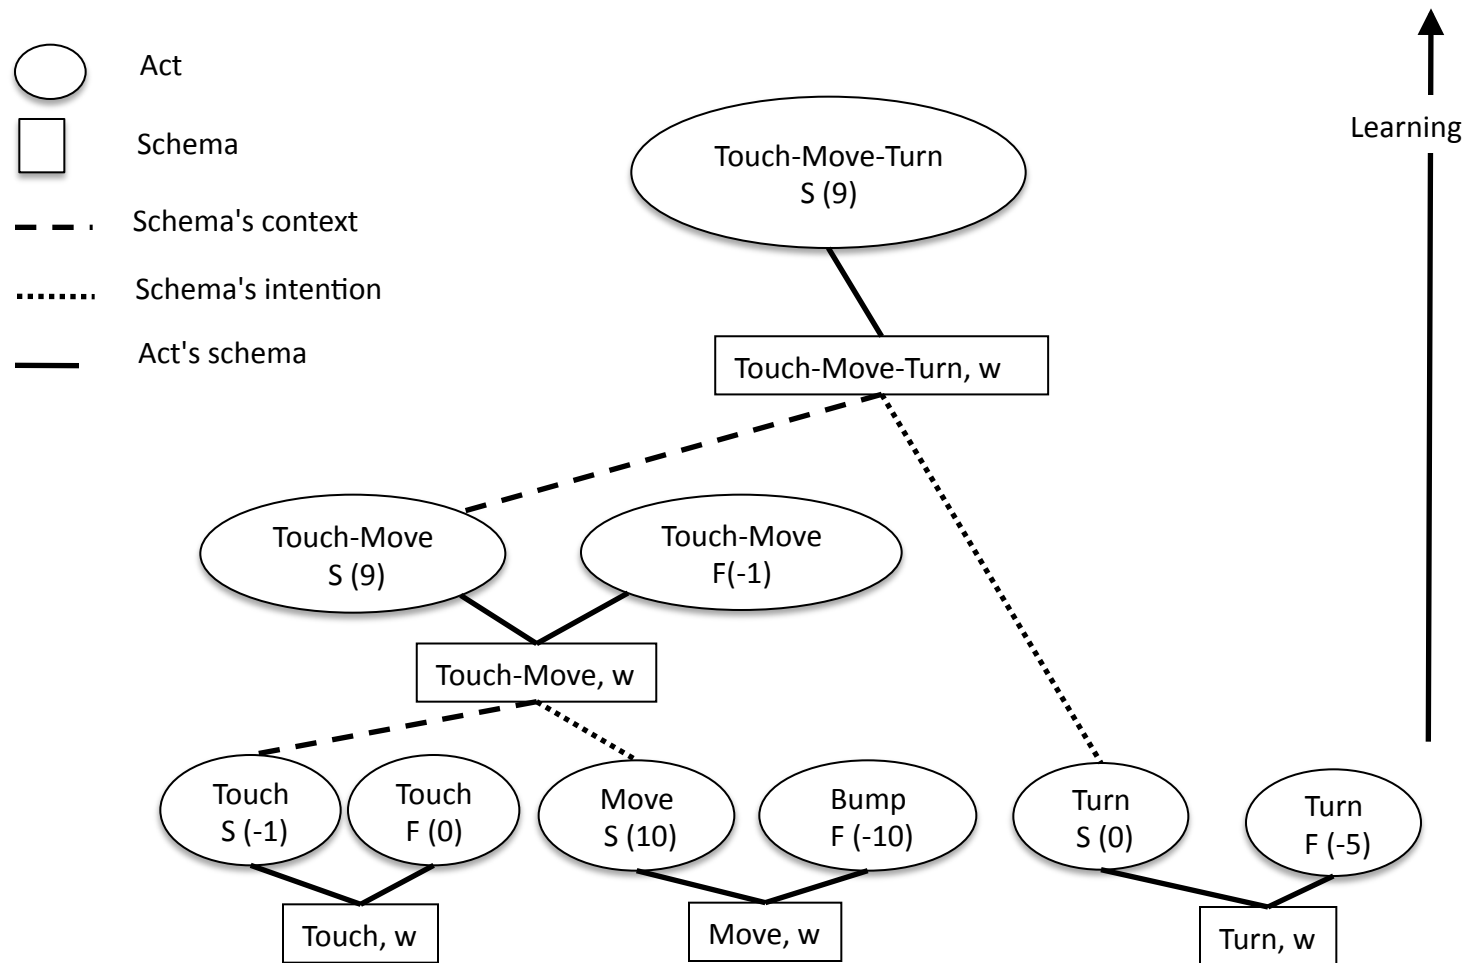 Act
Schema
Schema's context
Schema's intention
Act's schema
Learning
Touch-Move-Turn
S (9)
Touch-Move-Turn, w
Touch-Move
S (9)
Touch-Move
F(-1)
Touch-Move, w
Touch
S (-1)
Touch
F (0)
Move
S (10)
Bump
F (-10)
Turn
S (0)
Turn
F (-5)
Touch, w
Move, w
Turn, w